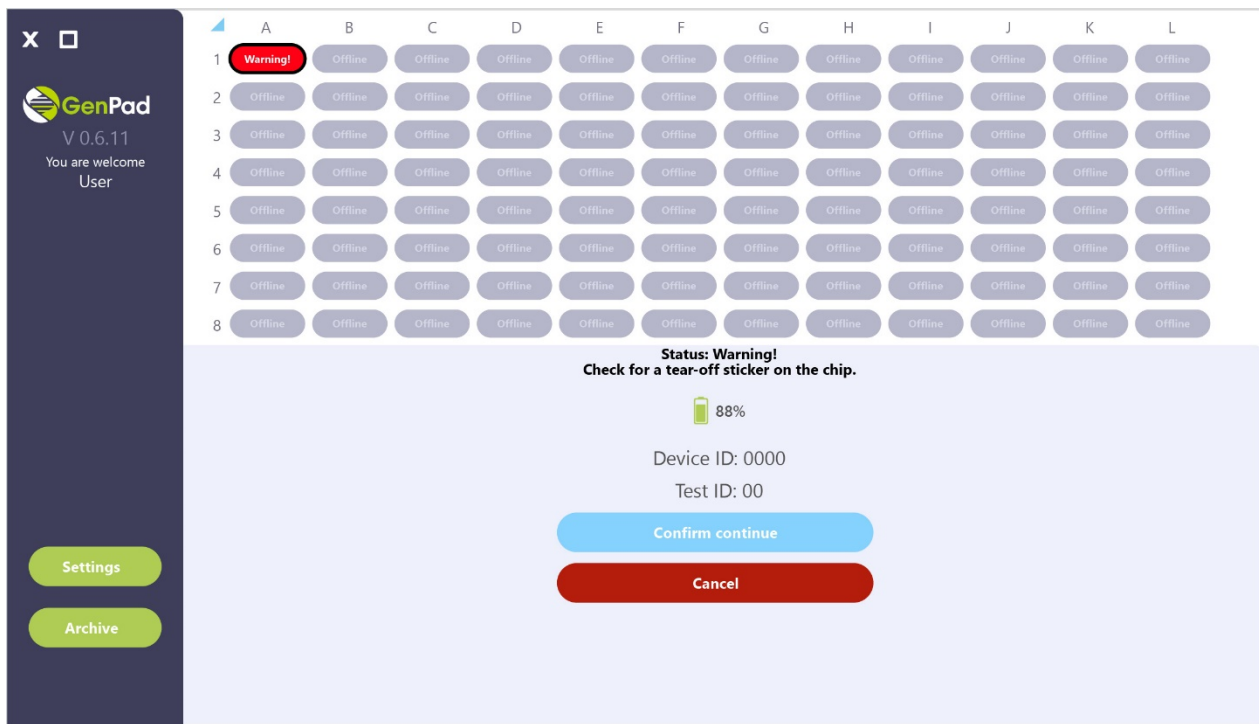 X
GenPad
V 0.6.11
You are welcome
User
Settings
Archive
A B C D E F G H I J K L
1 Warning! Offline Offline Offline Offline Offline Offline Offline Offline Offline Offline Offline
2 Offline Offline Offline Offline Offline Offline Offline Offline Offline Offline Offline Offline
3 Offline Offline Offline Offline Offline Offline Offline Offline Offline Offline Offline Offline
4 Offline Offline Offline Offline Offline Offline Offline Offline Offline Offline Offline Offline
5 Offline Offline Offline Offline Offline Offline Offline Offline Offline Offline Offline Offline
6 Offline Offline Offline Offline Offline Offline Offline Offline Offline Offline Offline Offline
7 Offline Offline Offline Offline Offline Offline Offline Offline Offline Offline Offline Offline
8 Offline Offline Offline Offline Offline Offline Offline Offline Offline Offline Offline Offline
Status: Warning!
Check for a tear-off sticker on the chip.
88%
Device ID: 0000
Test ID: 00
Confirm continue
Cancel